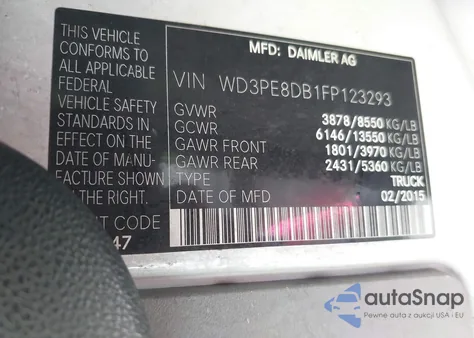 THIS VEHICLE
CONFORMS TO ALL
APPLICABLE
FEDERAL
VEHICLE SAFETY
STANDARDS IN
EFFECT ON THE
DATE OF MANU-
FACTURE SHOWN
THE RIGHT.
CODE
47
MFD: DAIMLER AG
VIN WD3PE8DB1FP123293
GVWR 3878/8550 KG/LB
GCWR 6146/13550 KG/LB
GAWR FRONT 1801/3970 KG/LB
GAWR REAR 2431/5360 KG/LB
TYPE TRUCK
DATE OF MFD 02/2015
autoSnap
Pewne auta z aukcji USA i EU